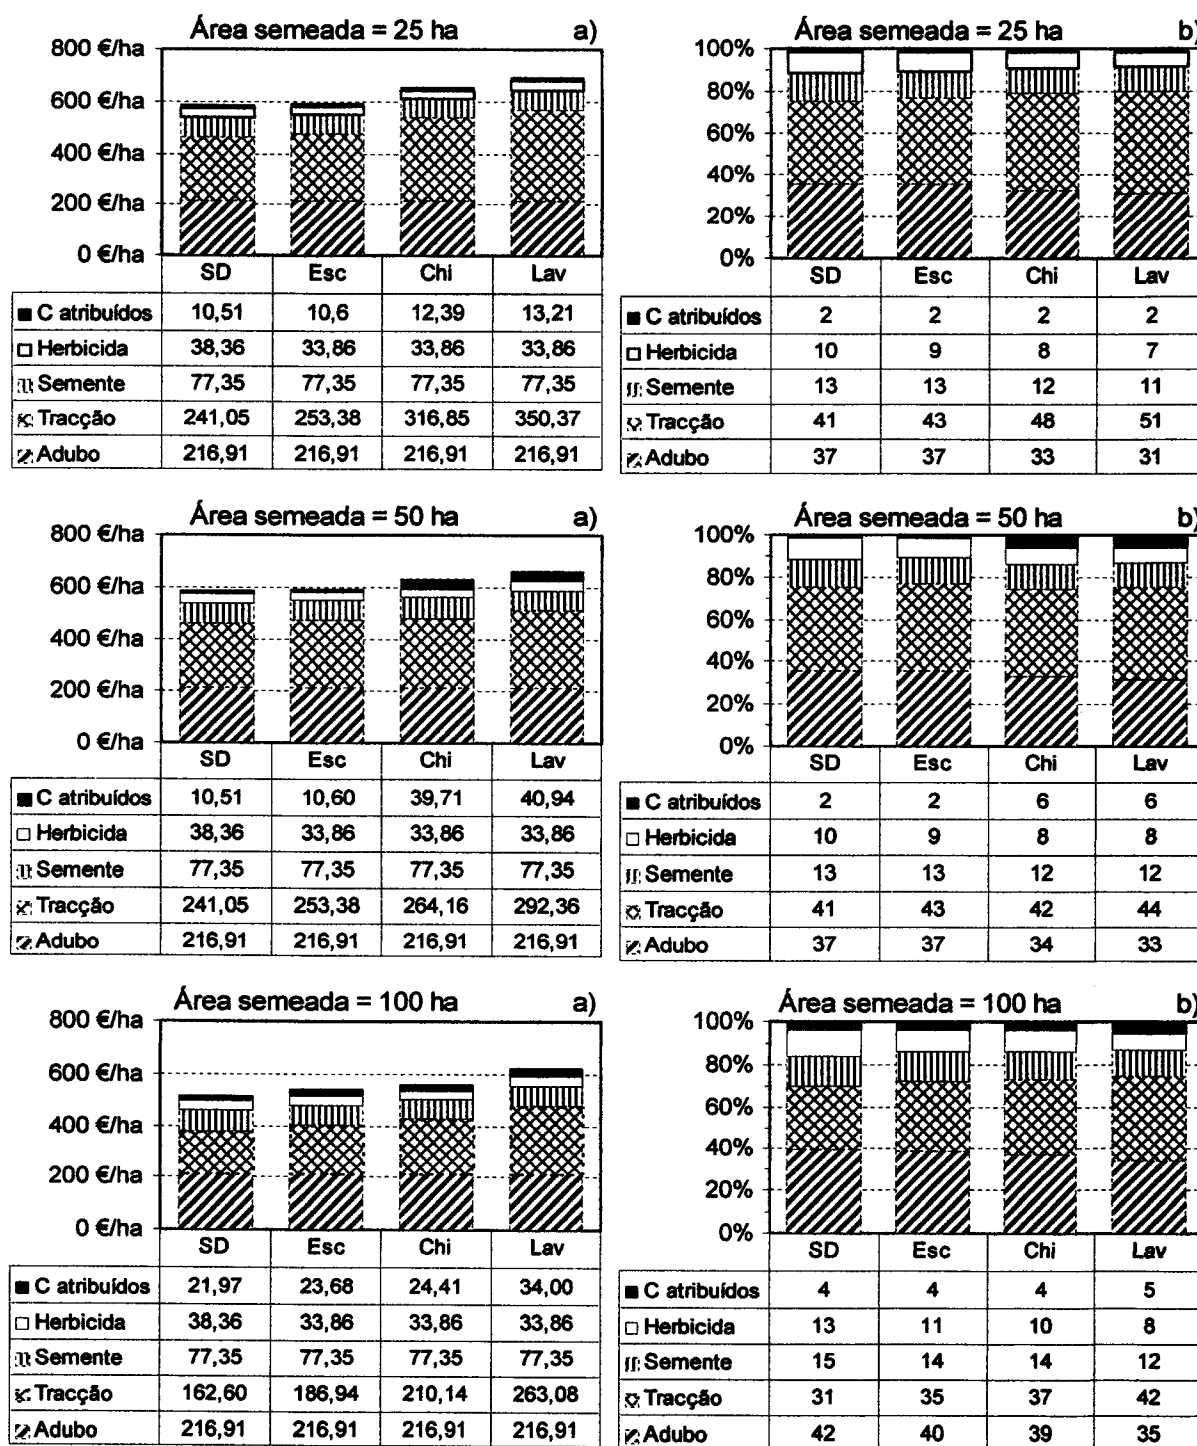 Área semeada = 25 ha a)
800 €/ha
600 €/ha
400 €/ha
200 €/ha
0 €/ha
SD Esc Chi Lav
C atribuídos 10,51 10,6 12,39 13,21
Herbicida 38,36 33,86 33,86 33,86
Semente 77,35 77,35 77,35 77,35
Tracção 241,05 253,38 316,85 350,37
Adubo 216,91 216,91 216,91 216,91
Área semeada = 25 ha b)
100%
80%
60%
40%
20%
0%
SD Esc Chi Lav
C atribuídos 2 2 2 2
Herbicida 10 9 8 7
Semente 13 13 12 11
Tracção 41 43 48 51
Adubo 37 37 33 31
Área semeada = 50 ha a)
800 €/ha
600 €/ha
400 €/ha
200 €/ha
0 €/ha
SD Esc Chi Lav
C atribuídos 10,51 10,60 39,71 40,94
Herbicida 38,36 33,86 33,86 33,86
Semente 77,35 77,35 77,35 77,35
Tracção 241,05 253,38 264,16 292,36
Adubo 216,91 216,91 216,91 216,91
Área semeada = 50 ha b)
100%
80%
60%
40%
20%
0%
SD Esc Chi Lav
C atribuídos 2 2 6 6
Herbicida 10 9 8 8
Semente 13 13 12 12
Tracção 41 43 42 44
Adubo 37 37 34 33
Área semeada = 100 ha a)
800 €/ha
600 €/ha
400 €/ha
200 €/ha
0 €/ha
SD Esc Chi Lav
C atribuídos 21,97 23,68 24,41 34,00
Herbicida 38,36 33,86 33,86 33,86
Semente 77,35 77,35 77,35 77,35
Tracção 162,60 186,94 210,14 263,08
Adubo 216,91 216,91 216,91 216,91
Área semeada = 100 ha b)
100%
80%
60%
40%
20%
0%
SD Esc Chi Lav
C atribuídos 4 4 4 5
Herbicida 13 11 10 8
Semente 15 14 14 12
Tracção 31 35 37 42
Adubo 42 40 39 35